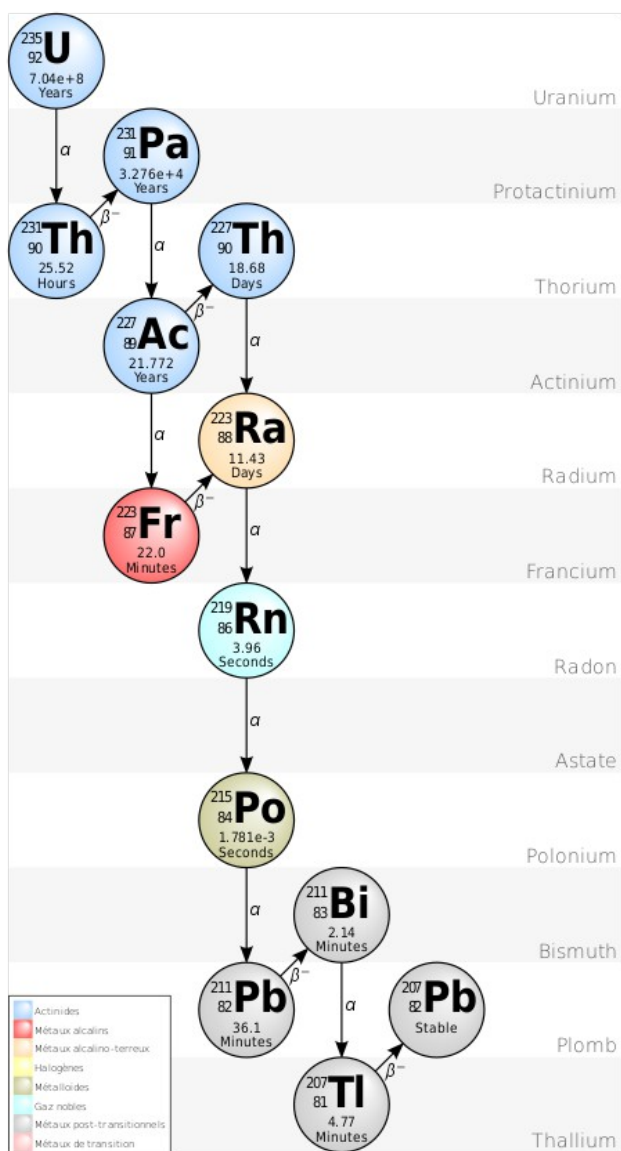 235
92 U
7.04e+8
Years
Uranium
α
231
91 Pa
3.276e+4
Years
Protactinium
β−
α
231
90 Th
25.52
Hours
227
90 Th
18.68
Days
Thorium
β−
α
227
89 Ac
21.772
Years
Actinium
α
223
88 Ra
11.43
Days
Radium
β−
α
223
87 Fr
22.0
Minutes
Francium
219
86 Rn
3.96
Seconds
Radon
α
Astate
215
84 Po
1.781e-3
Seconds
Polonium
α
211
83 Bi
2.14
Minutes
Bismuth
β−
α
211
82 Pb
36.1
Minutes
207
82 Pb
Stable
Plomb
β−
207
81 Tl
4.77
Minutes
Thallium
Actinides
Métaux alcalins
Métaux alcalino-terreux
Halogènes
Métalloides
Gaz nobles
Métaux post-transitionnels
Métaux de transition